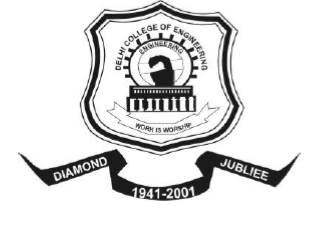 DELHI COLLEGE OF ENGINEERING
ENGINEERING
WORK IS WORSHIP
DIAMOND
1941-2001
JUBLIEE